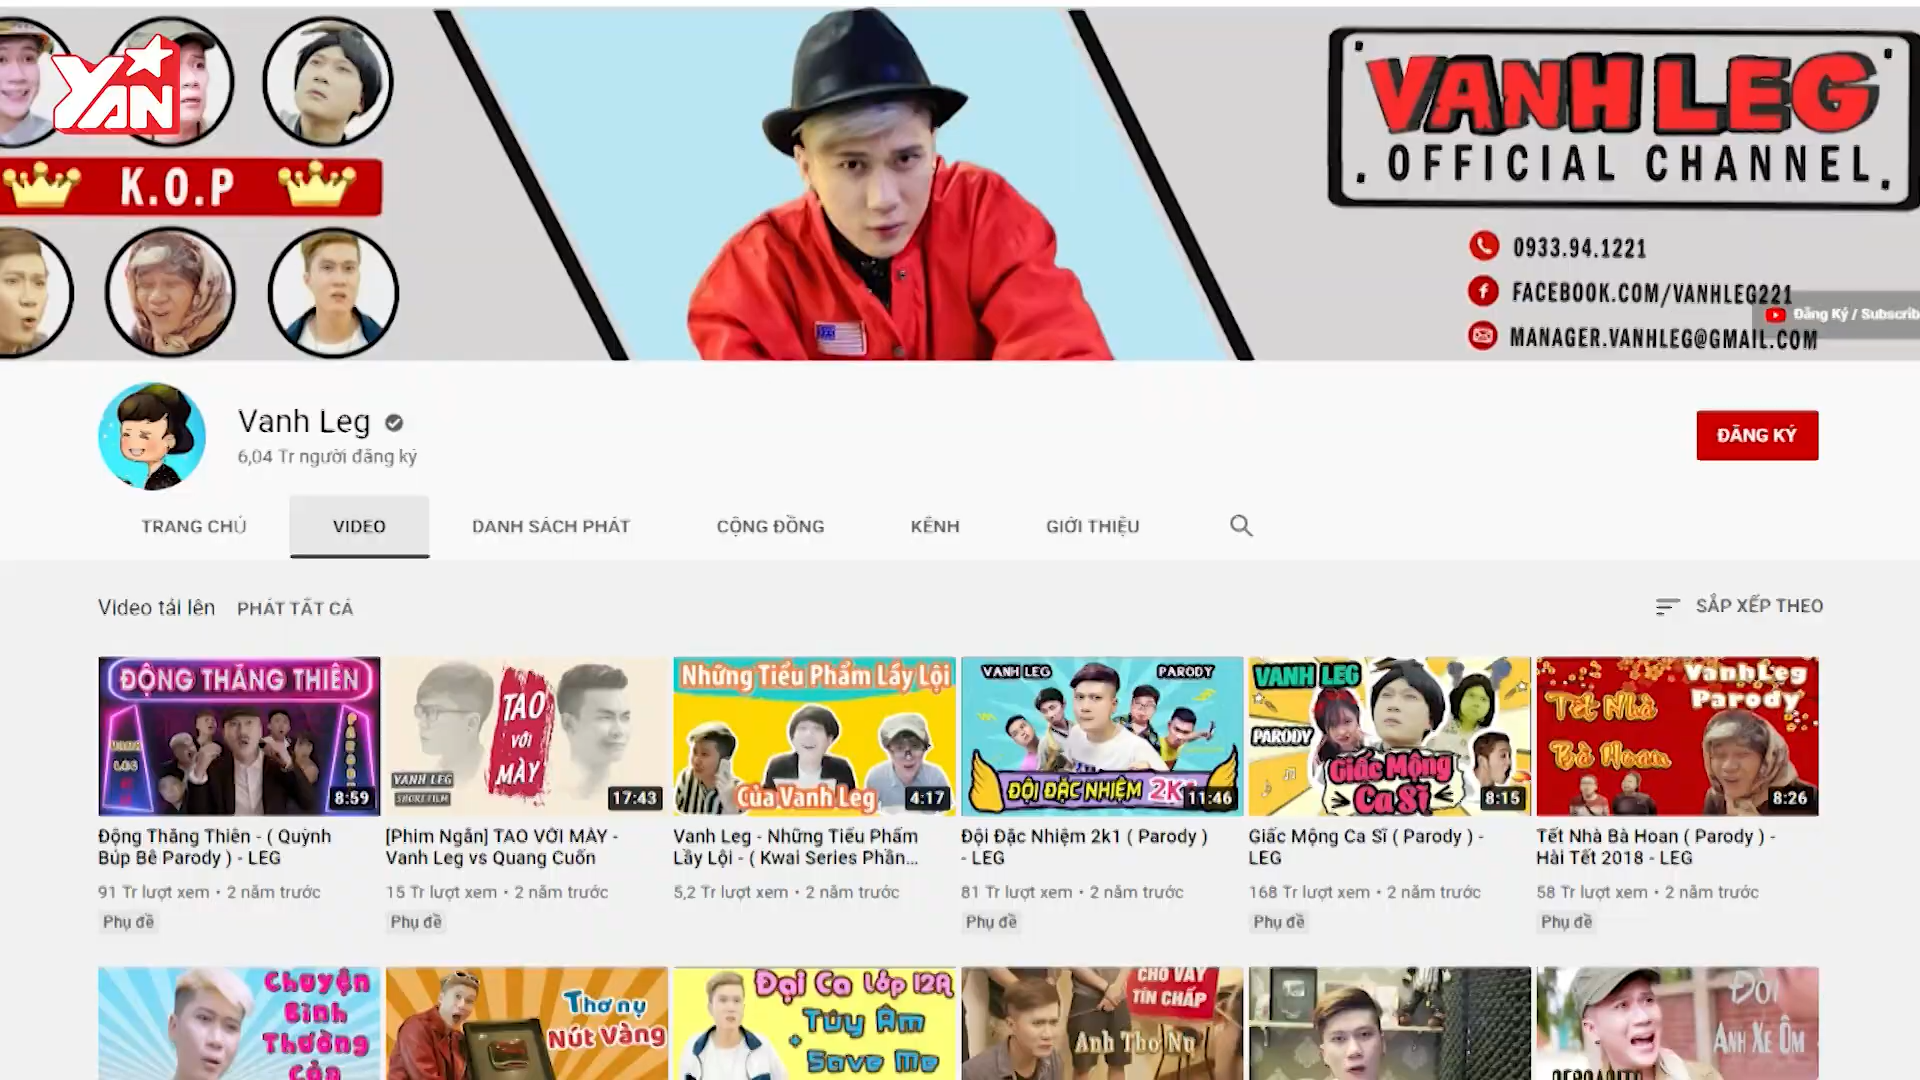 YAN
K.O.P
VANH LEG
OFFICIAL CHANNEL
0933.94.1221
FACEBOOK.COM/VANHLEG221
Đăng Ký / Subscrib
MANAGER.VANHLEG@GMAIL.COM
Vanh Leg
6,04 Tr người đăng ký
ĐĂNG KÝ
TRANG CHỦ
VIDEO
DANH SÁCH PHÁT
CỘNG ĐỒNG
KÊNH
GIỚI THIỆU
Video tải lên
PHÁT TẤT CẢ
SẮP XẾP THEO
ĐỘNG THĂNG THIÊN
8:59
TAO
VỚI
MÀY
VANH LEG
SHORT FILM
17:43
Những Tiểu Phẩm Lầy Lội
Của Vanh Leg
4:17
VANH LEG
PARODY
ĐỘI ĐẶC NHIỆM 2K1
11:46
VANH LEG
PARODY
Giấc Mộng
Ca Sĩ
8:15
VanhLeg
Parody
Tết Nhà
Bà Hoan
8:26
Động Thăng Thiên - ( Quỳnh
Búp Bê Parody ) - LEG
91 Tr lượt xem • 2 năm trước
Phụ đề
[Phim Ngắn] TAO VỚI MÀY -
Vanh Leg vs Quang Cuốn
15 Tr lượt xem • 2 năm trước
Phụ đề
Vanh Leg - Những Tiểu Phẩm
Lầy Lội - ( Kwai Series Phần...
5,2 Tr lượt xem • 2 năm trước
Đội Đặc Nhiệm 2k1 ( Parody )
- LEG
81 Tr lượt xem • 2 năm trước
Phụ đề
Giấc Mộng Ca Sĩ ( Parody ) -
LEG
168 Tr lượt xem • 2 năm trước
Phụ đề
Tết Nhà Bà Hoan ( Parody ) -
Hài Tết 2018 - LEG
58 Tr lượt xem • 2 năm trước
Phụ đề
Chuyện
Bình
Thường
Của
Thơ nụ
Nút Vàng
Đại Ca Lớp 12A
Túy Âm
+ Save Me
CHO VAY
TÍN CHẤP
Anh Thơ Nụ
Đời
ANH XE ÔM